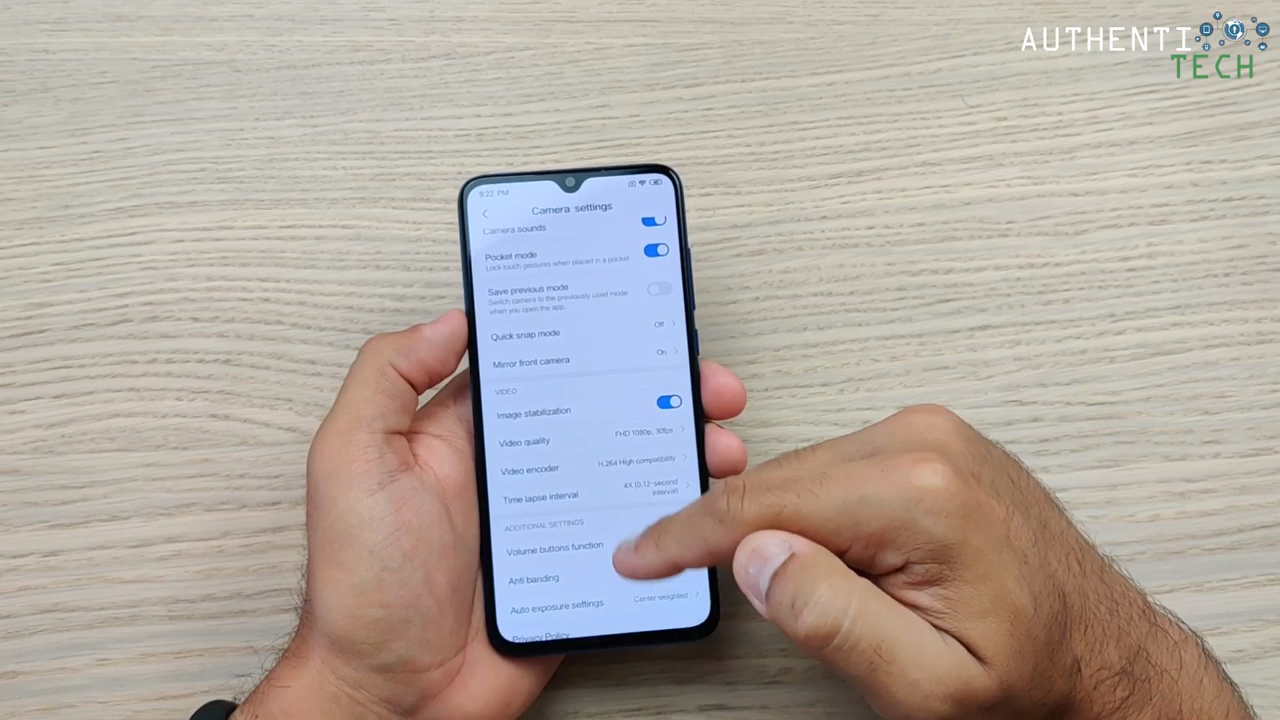 AUTHENTI
TECH
9:22 PM
Camera settings
Camera sounds
Pocket mode
Lock touch gestures when placed in a pocket
Save previous mode
Switch camera to the previously used mode
when you open the app.
Quick snap mode
Off
Mirror front camera
On
VIDEO
Image stabilization
Video quality
FHD 1080p, 30fps
Video encoder
H.264 High compatibility
Time lapse interval
4X (0.12-second
interval)
ADDITIONAL SETTINGS
Volume buttons function
Anti banding
Auto exposure settings
Center weighted
Privacy Policy